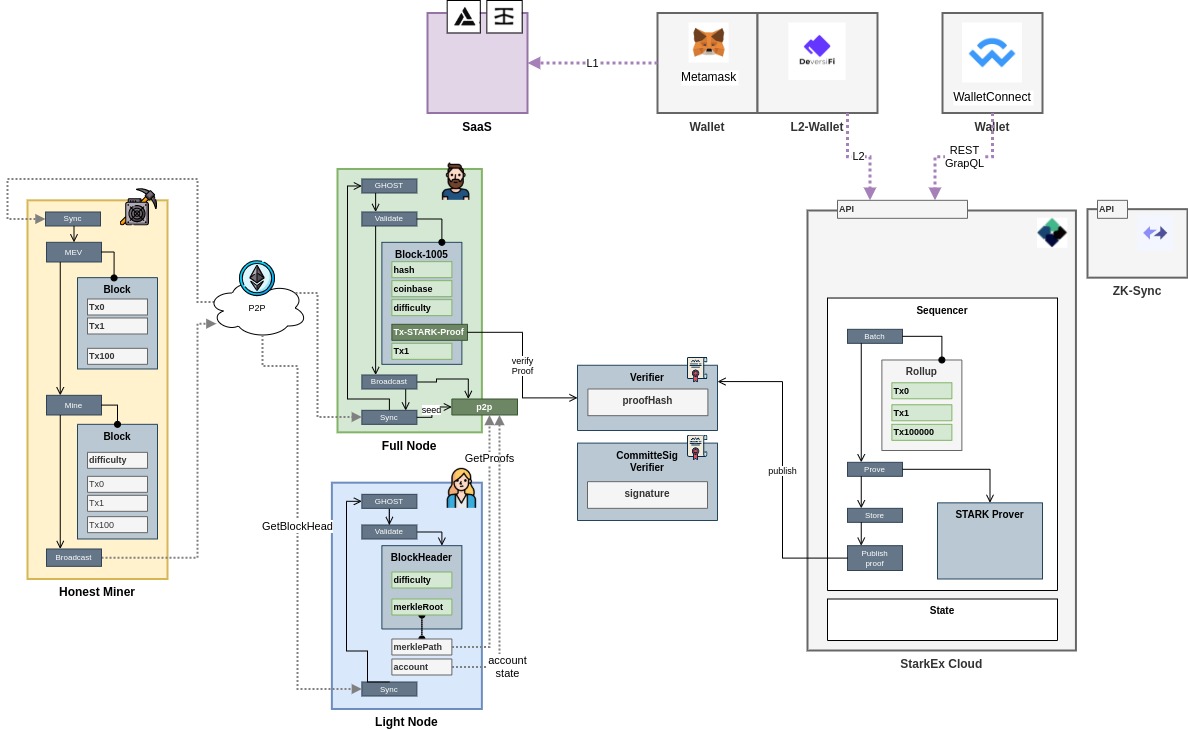 SaaS
L1
Metamask
Wallet
DeversiFi
L2-Wallet
WalletConnect
Wallet
L2
REST
GrapQL
Sync
MEV
Block
Tx0
Tx1
Tx100
Mine
Block
difficulty
Tx0
Tx1
Tx100
Broadcast
Honest Miner
P2P
GetBlockHead
GHOST
Validate
Block-1005
hash
coinbase
difficulty
Tx-STARK-Proof
Tx1
Broadcast
Sync
seed
p2p
Full Node
verify
Proof
GetProofs
GHOST
Validate
BlockHeader
difficulty
merkleRoot
merklePath
account
Sync
account
state
Light Node
Verifier
proofHash
CommitteSig
Verifier
signature
publish
API
Sequencer
Batch
Rollup
Tx0
Tx1
Tx100000
Prove
Store
Publish
proof
STARK Prover
State
StarkEx Cloud
API
ZK-Sync